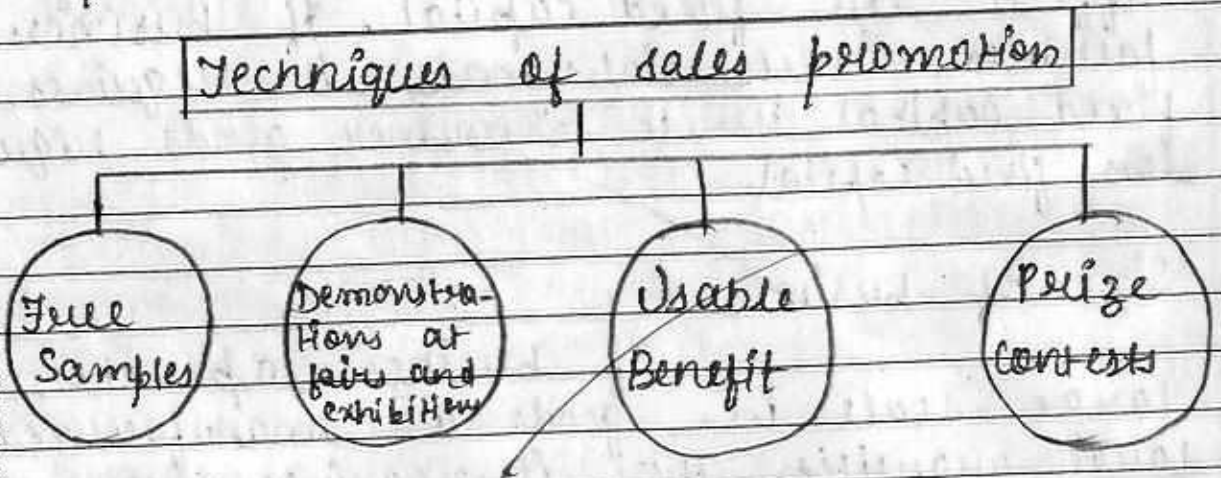 Techniques of sales promotion
Free
Samples
Demonstra-
tions at
fairs and
exhibitions
Usable
Benefit
Prize
Contests